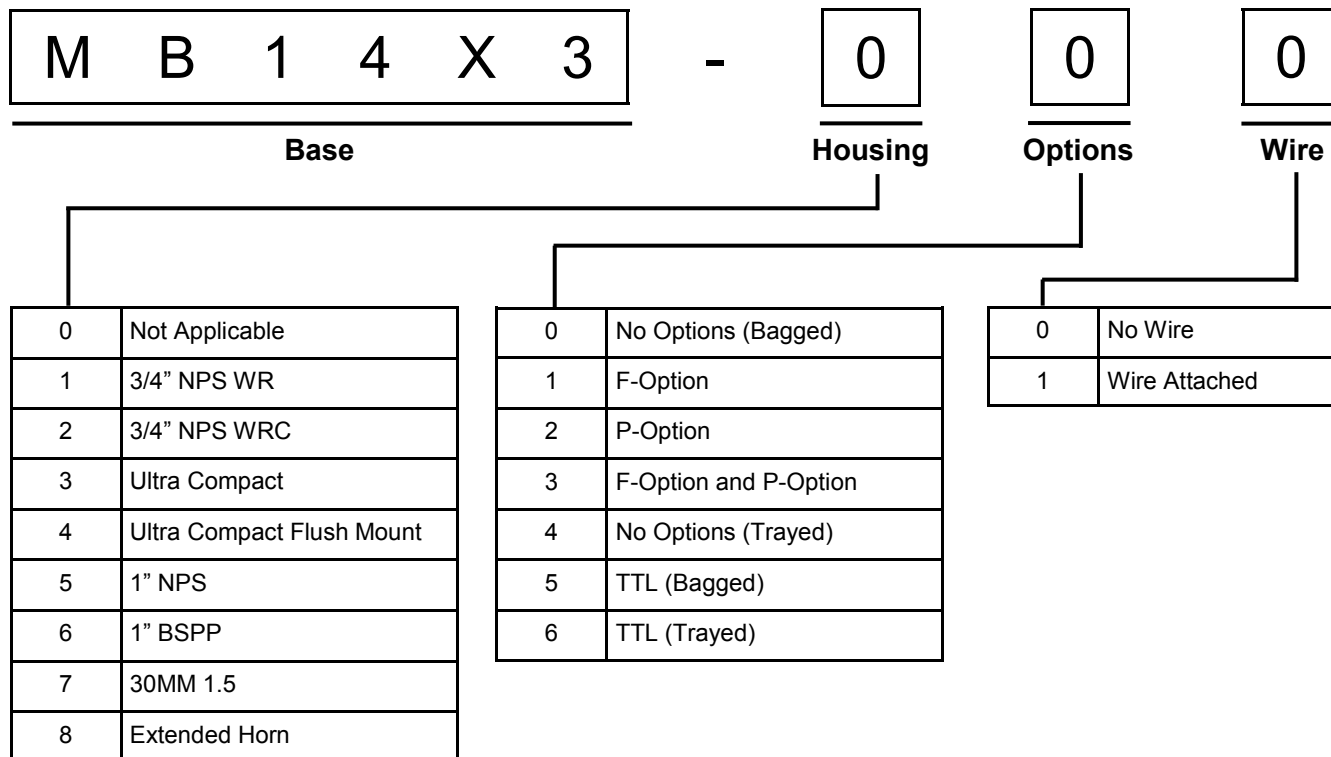 M B 1 4 X 3 - 0 0 0
Base Housing Options Wire
0 Not Applicable
1 3/4” NPS WR
2 3/4” NPS WRC
3 Ultra Compact
4 Ultra Compact Flush Mount
5 1” NPS
6 1” BSPP
7 30MM 1.5
8 Extended Horn
0 No Options (Bagged)
1 F-Option
2 P-Option
3 F-Option and P-Option
4 No Options (Trayed)
5 TTL (Bagged)
6 TTL (Trayed)
0 No Wire
1 Wire Attached